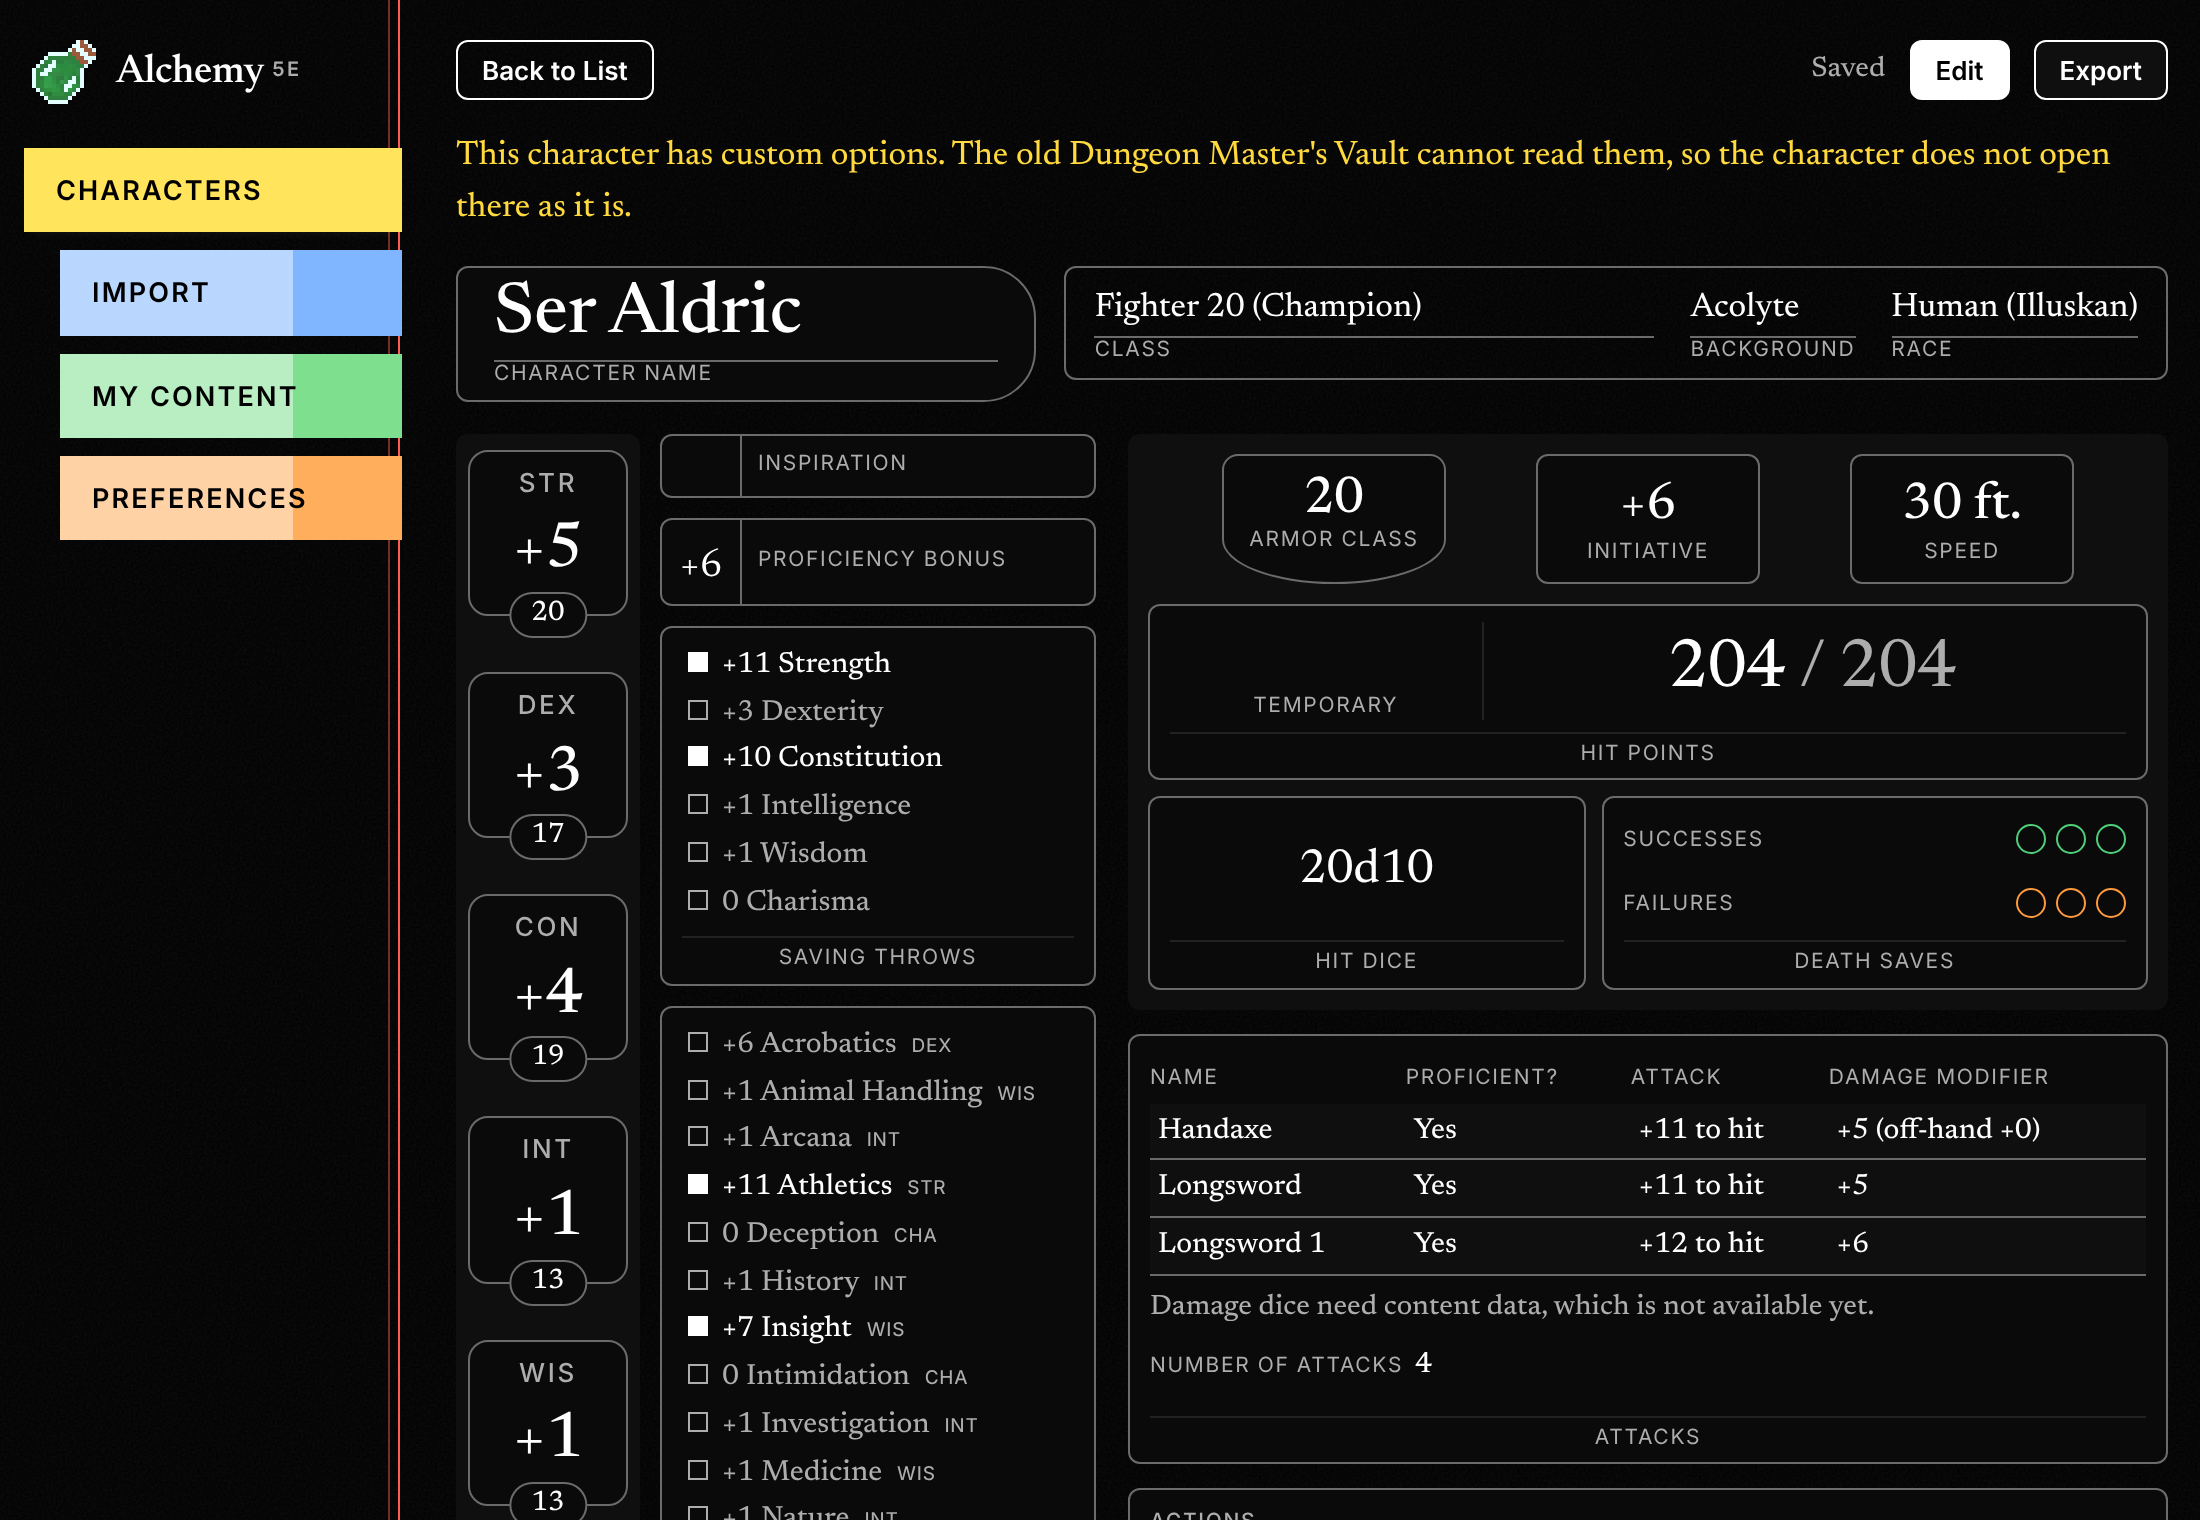 Alchemy 5E
CHARACTERS
IMPORT
MY CONTENT
PREFERENCES
Back to List
Saved
Edit
Export
This character has custom options. The old Dungeon Master's Vault cannot read them, so the character does not open
there as it is.
Ser Aldric
CHARACTER NAME
Fighter 20 (Champion)
CLASS
Acolyte
BACKGROUND
Human (Illuskan)
RACE
STR
+5
20
DEX
+3
17
CON
+4
19
INT
+1
13
WIS
+1
13
INSPIRATION
+6 PROFICIENCY BONUS
+11 Strength
+3 Dexterity
+10 Constitution
+1 Intelligence
+1 Wisdom
0 Charisma
SAVING THROWS
+6 Acrobatics DEX
+1 Animal Handling WIS
+1 Arcana INT
+11 Athletics STR
0 Deception CHA
+1 History INT
+7 Insight WIS
0 Intimidation CHA
+1 Investigation INT
+1 Medicine WIS
+1 Nature INT
20
ARMOR CLASS
+6
INITIATIVE
30 ft.
SPEED
TEMPORARY
204 / 204
HIT POINTS
20d10
HIT DICE
SUCCESSES
FAILURES
DEATH SAVES
NAME PROFICIENT? ATTACK DAMAGE MODIFIER
Handaxe Yes +11 to hit +5 (off-hand +0)
Longsword Yes +11 to hit +5
Longsword 1 Yes +12 to hit +6
Damage dice need content data, which is not available yet.
NUMBER OF ATTACKS 4
ATTACKS
ACTIONS